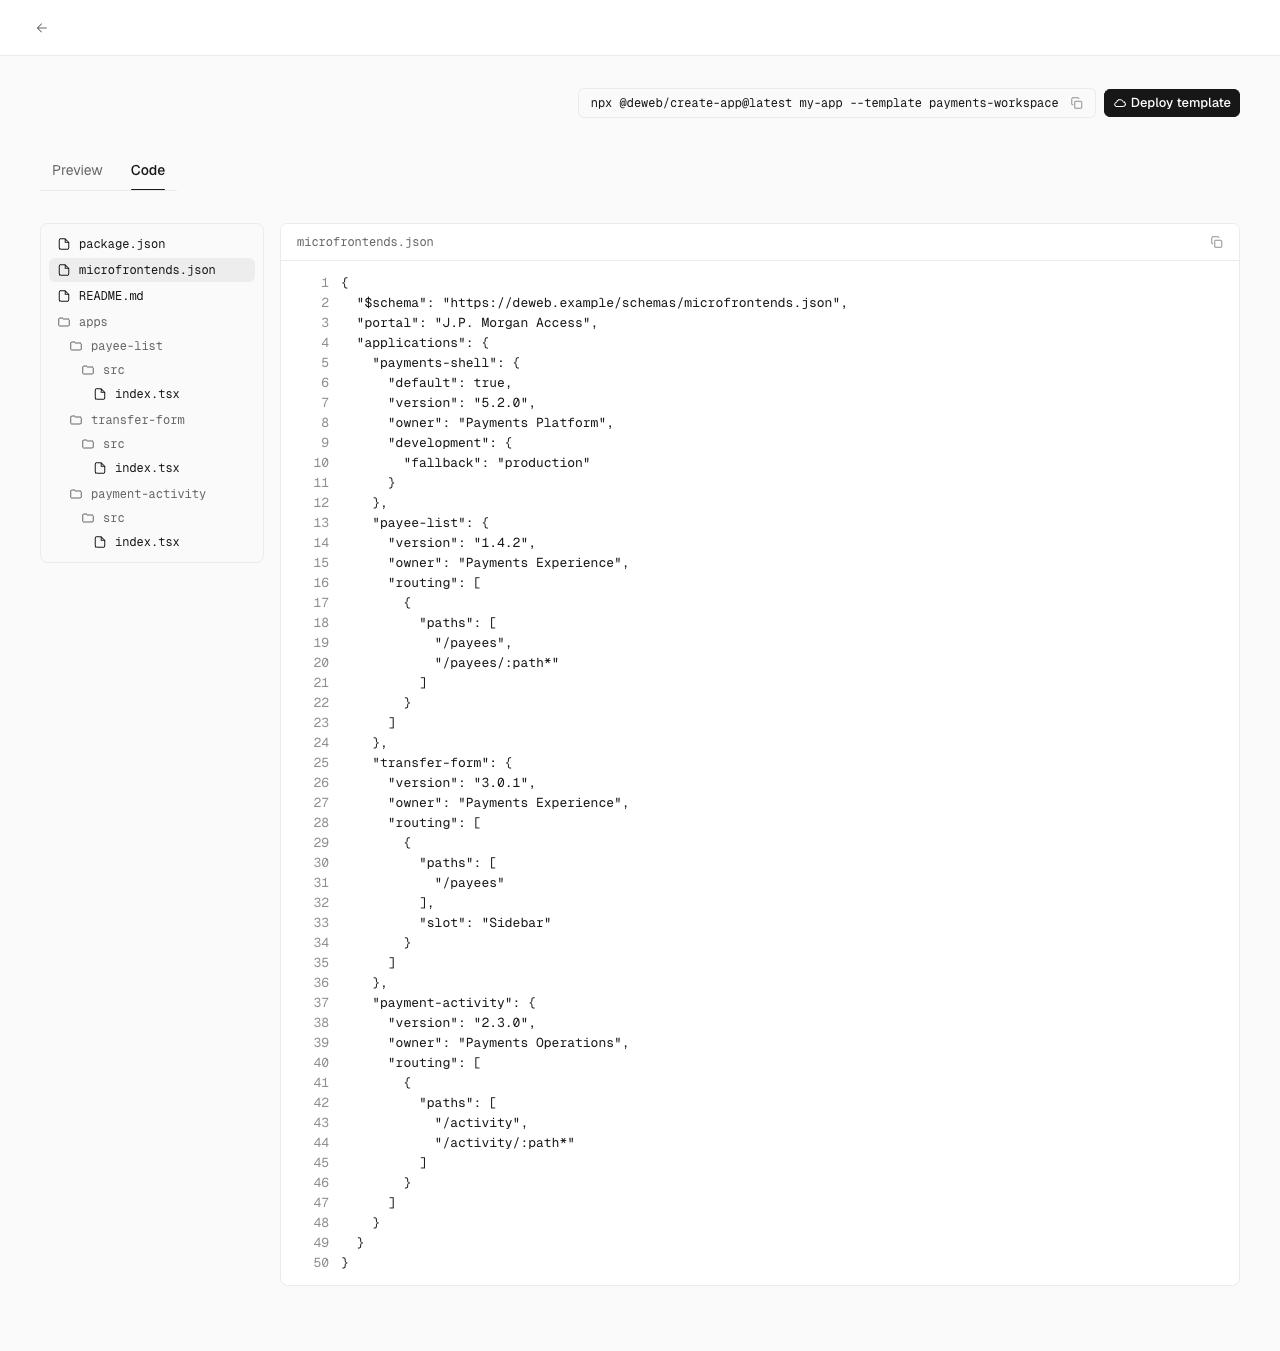 npx @deweb/create-app@latest my-app --template payments-workspace
Deploy template
Preview
Code
package.json
microfrontends.json
README.md
apps
payee-list
src
index.tsx
transfer-form
src
index.tsx
payment-activity
src
index.tsx
microfrontends.json
1 {
2   "$schema": "https://deweb.example/schemas/microfrontends.json",
3   "portal": "J.P. Morgan Access",
4   "applications": {
5     "payments-shell": {
6       "default": true,
7       "version": "5.2.0",
8       "owner": "Payments Platform",
9       "development": {
10         "fallback": "production"
11       }
12     },
13     "payee-list": {
14       "version": "1.4.2",
15       "owner": "Payments Experience",
16       "routing": [
17         {
18           "paths": [
19             "/payees",
20             "/payees/:path*"
21           ]
22         }
23       ]
24     },
25     "transfer-form": {
26       "version": "3.0.1",
27       "owner": "Payments Experience",
28       "routing": [
29         {
30           "paths": [
31             "/payees"
32           ],
33           "slot": "Sidebar"
34         }
35       ]
36     },
37     "payment-activity": {
38       "version": "2.3.0",
39       "owner": "Payments Operations",
40       "routing": [
41         {
42           "paths": [
43             "/activity",
44             "/activity/:path*"
45           ]
46         }
47       ]
48     }
49   }
50 }